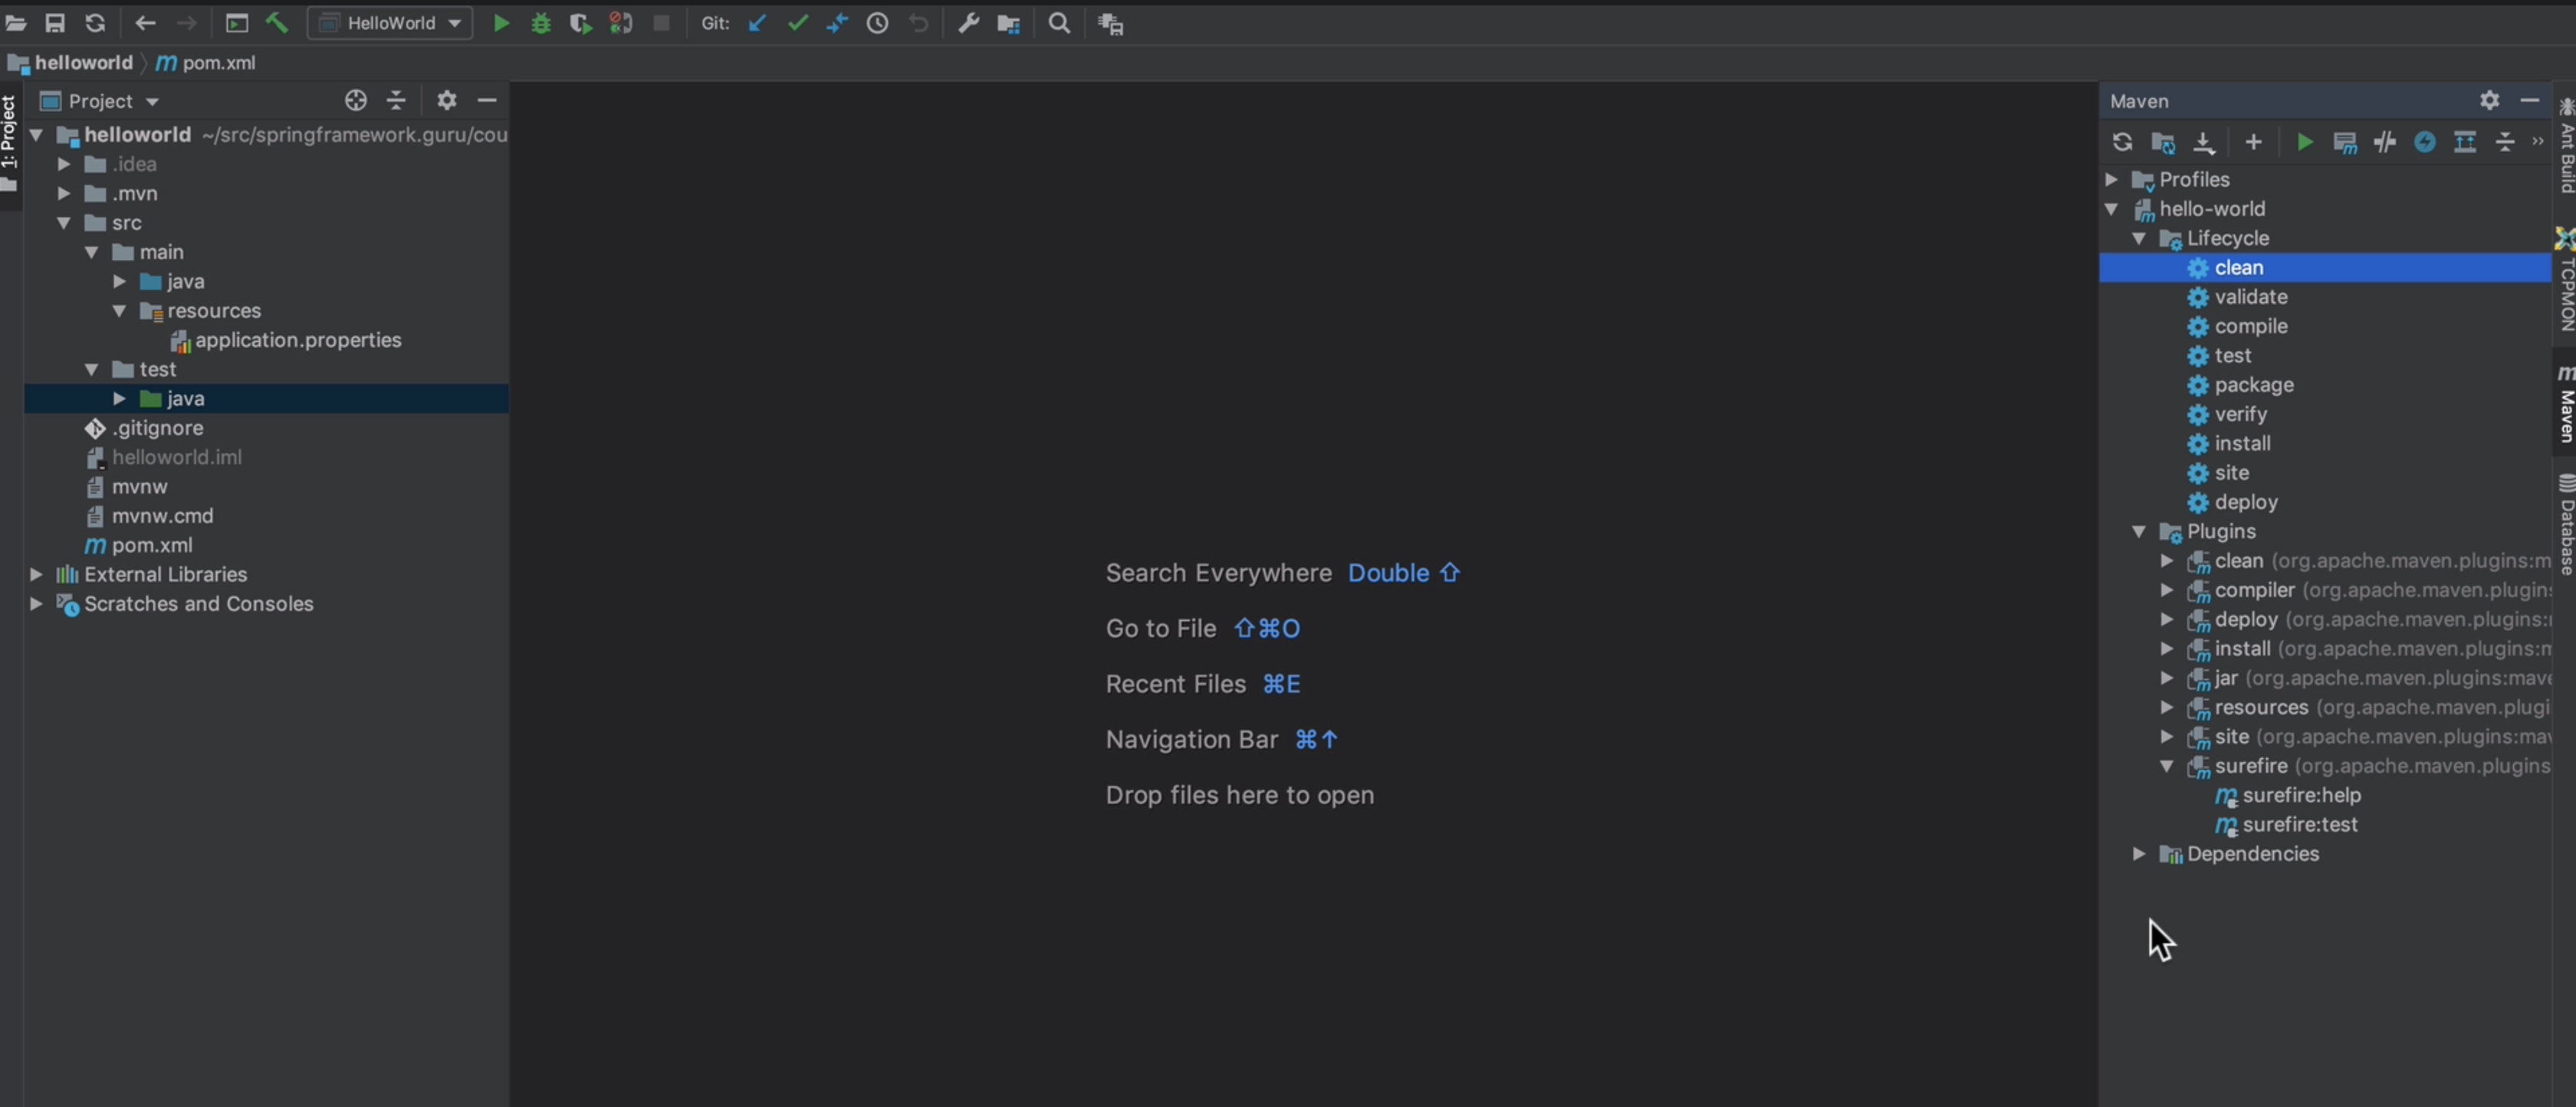 HelloWorld Git:
helloworld pom.xml
1: Project
Project
helloworld ~/src/springframework.guru/cou
.idea
.mvn
src
main
java
resources
application.properties
test
java
.gitignore
helloworld.iml
mvnw
mvnw.cmd
pom.xml
External Libraries
Scratches and Consoles
Search Everywhere Double ⇧
Go to File ⇧⌘O
Recent Files ⌘E
Navigation Bar ⌘↑
Drop files here to open
Maven
Profiles
hello-world
Lifecycle
clean
validate
compile
test
package
verify
install
site
deploy
Plugins
clean (org.apache.maven.plugins:m
compiler (org.apache.maven.plugins
deploy (org.apache.maven.plugins:
install (org.apache.maven.plugins:m
jar (org.apache.maven.plugins:mave
resources (org.apache.maven.plugi
site (org.apache.maven.plugins:mav
surefire (org.apache.maven.plugins
surefire:help
surefire:test
Dependencies
Ant Build
TCPMON
Maven
Database